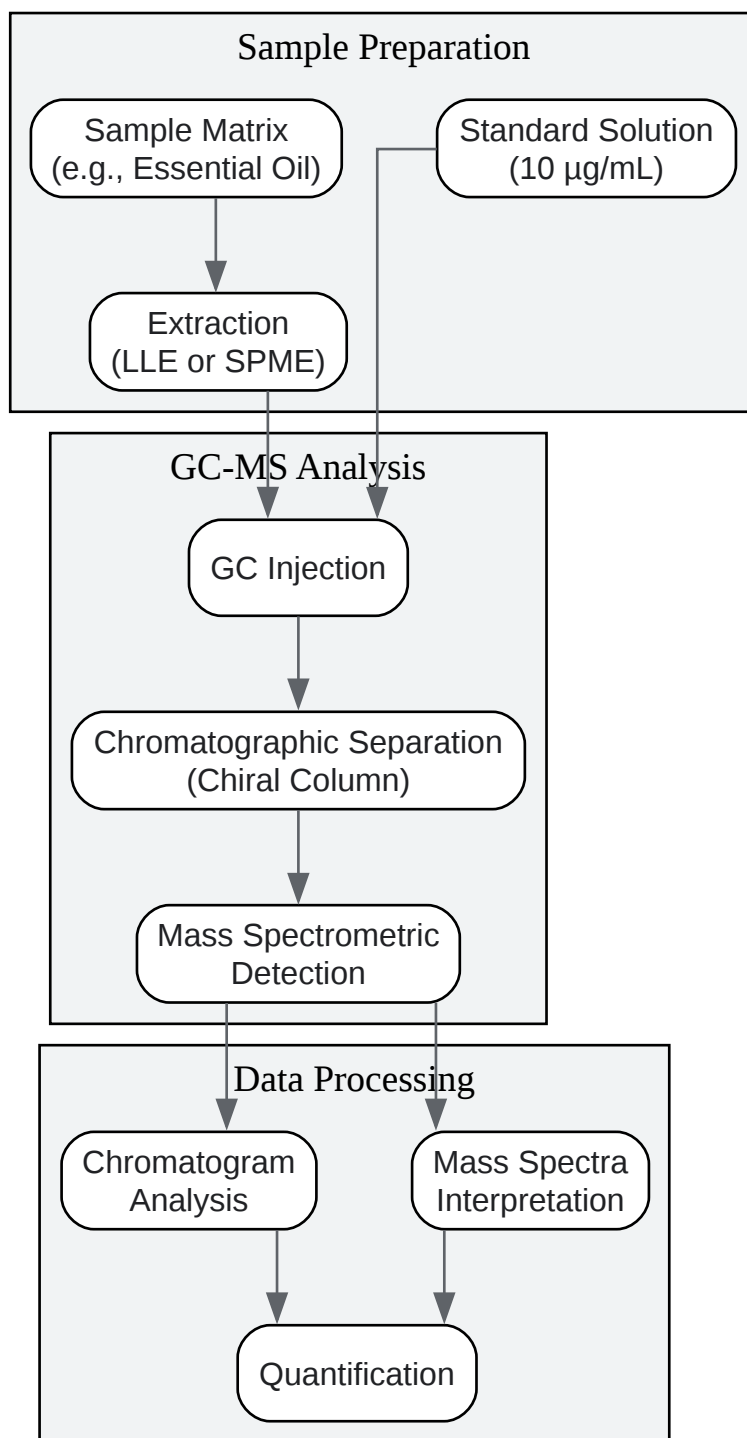 Sample Preparation
Sample Matrix
(e.g., Essential Oil)
Standard Solution
(10 µg/mL)
Extraction
(LLE or SPME)
GC-MS Analysis
GC Injection
Chromatographic Separation
(Chiral Column)
Mass Spectrometric
Detection
Data Processing
Chromatogram
Analysis
Mass Spectra
Interpretation
Quantification